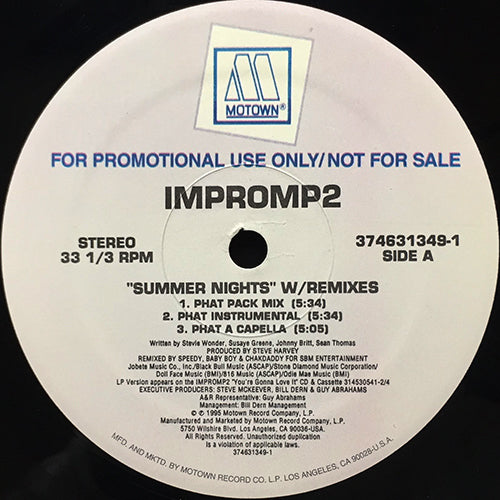 MOTOWN®
FOR PROMOTIONAL USE ONLY/NOT FOR SALE
IMPROMP2
STEREO
33 1/3 RPM
374631349-1
SIDE A
"SUMMER NIGHTS" W/REMIXES
1. PHAT PACK MIX (5:34)
2. PHAT INSTRUMENTAL (5:34)
3. PHAT A CAPELLA (5:05)
Written by Stevie Wonder, Susaye Greene, Johnny Britt, Sean Thomas
PRODUCED BY STEVE HARVEY
REMIXED BY SPEEDY, BABY BOY & CHAKDADDY FOR SBM ENTERTAINMENT
Jobete Music Co., Inc./Black Bull Music (ASCAP)/Stone Diamond Music Corporation/
Doll Face Music (BMI)/816 Music (ASCAP)/Odie Mae Music (BMI)
LP Version appears on the IMPROMP2 "You're Gonna Love It" CD & Cassette 314530541-2/4
EXECUTIVE PRODUCERS: STEVE MCKEEVER, BILL DERN & GUY ABRAHAMS
A&R Representative: Guy Abrahams
Management: Bill Dern Management
℗ © 1995 Motown Record Company, L.P.
Manufactured and Marketed by Motown Record Company, L.P.
5750 Wilshire Blvd. Los Angeles, CA 90036-USA.
All Rights Reserved. Unauthorized duplication
is a violation of applicable laws.
374631349-1
MFD. AND MKTD. BY MOTOWN RECORD CO. L.P. LOS ANGELES, CA 90028-U.S.A.